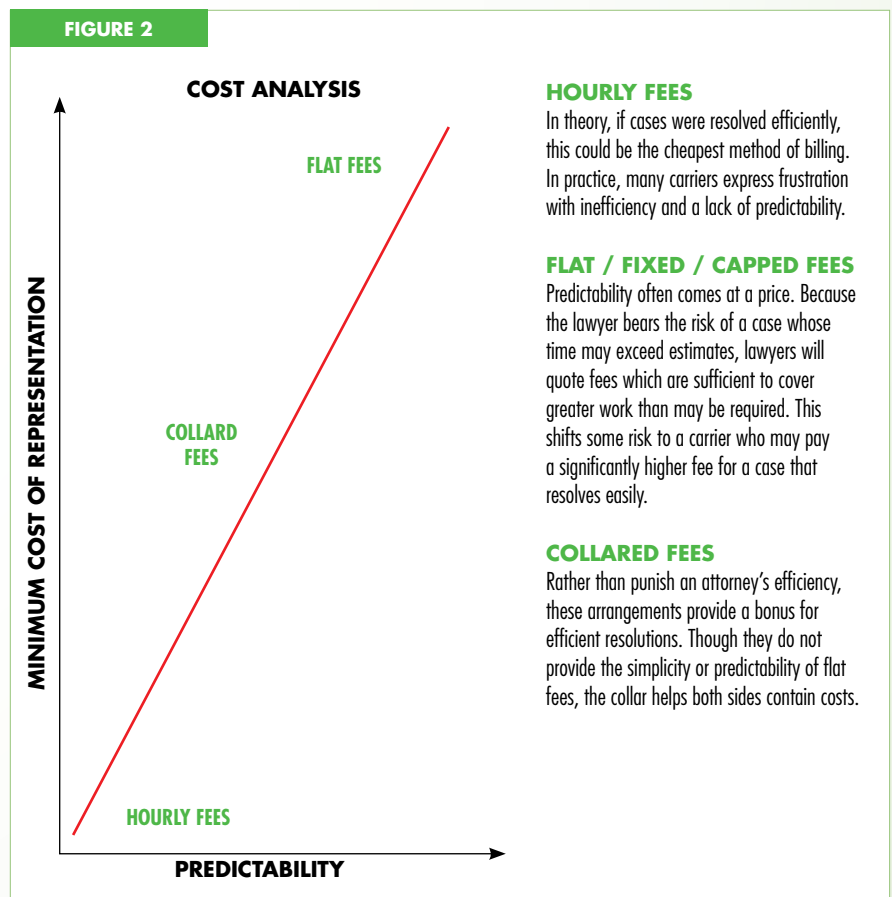 FIGURE 2
COST ANALYSIS
FLAT FEES
COLLARD
FEES
HOURLY FEES
MINIMUM COST OF REPRESENTATION
PREDICTABILITY
HOURLY FEES
In theory, if cases were resolved efficiently,
this could be the cheapest method of billing.
In practice, many carriers express frustration
with inefficiency and a lack of predictability.
FLAT / FIXED / CAPPED FEES
Predictability often comes at a price. Because
the lawyer bears the risk of a case whose
time may exceed estimates, lawyers will
quote fees which are sufficient to cover
greater work than may be required. This
shifts some risk to a carrier who may pay
a significantly higher fee for a case that
resolves easily.
COLLARED FEES
Rather than punish an attorney’s efficiency,
these arrangements provide a bonus for
efficient resolutions. Though they do not
provide the simplicity or predictability of flat
fees, the collar helps both sides contain costs.